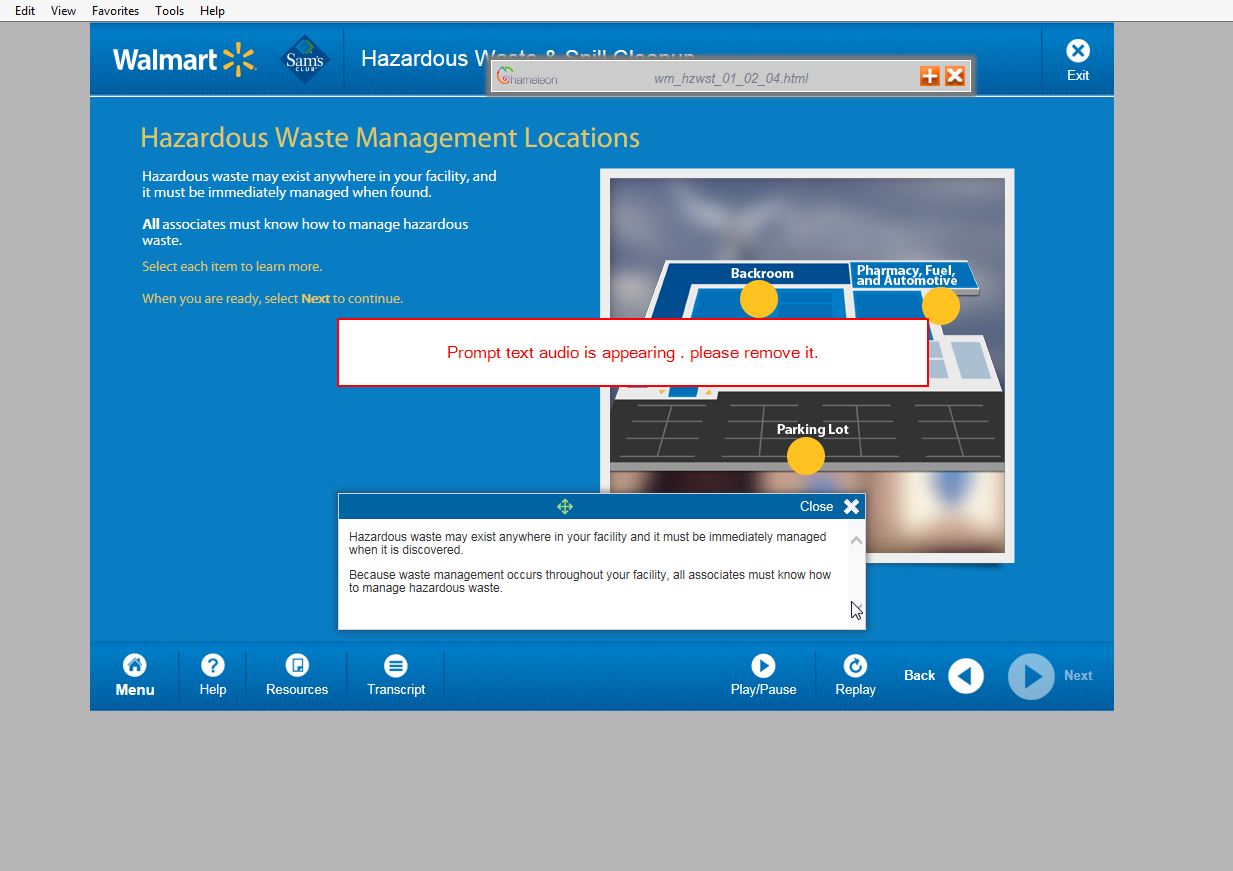 Edit View Favorites Tools Help
Walmart
Sam's
CLUB
Hazardous Waste & Spill Cleanup
Exit
Chameleon
wm_hzwst_01_02_04.html
Hazardous Waste Management Locations
Hazardous waste may exist anywhere in your facility, and
it must be immediately managed when found.
All associates must know how to manage hazardous
waste.
Select each item to learn more.
When you are ready, select Next to continue.
Backroom
Pharmacy, Fuel,
and Automotive
Prompt text audio is appearing . please remove it.
Parking Lot
Close
Hazardous waste may exist anywhere in your facility and it must be immediately managed
when it is discovered.
Because waste management occurs throughout your facility, all associates must know how
to manage hazardous waste.
Menu
Help
Resources
Transcript
Play/Pause
Replay
Back
Next